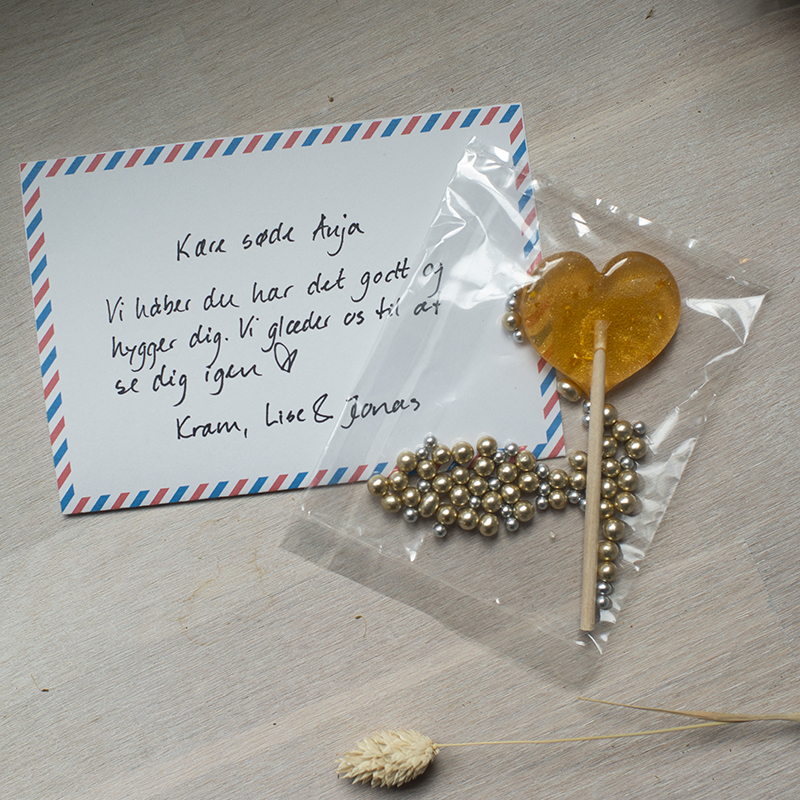 Kære søde Anja
Vi håber du har det godt og
hygger dig. Vi glæder os til at
se dig igen ♡
Kram, Lise & Jonas